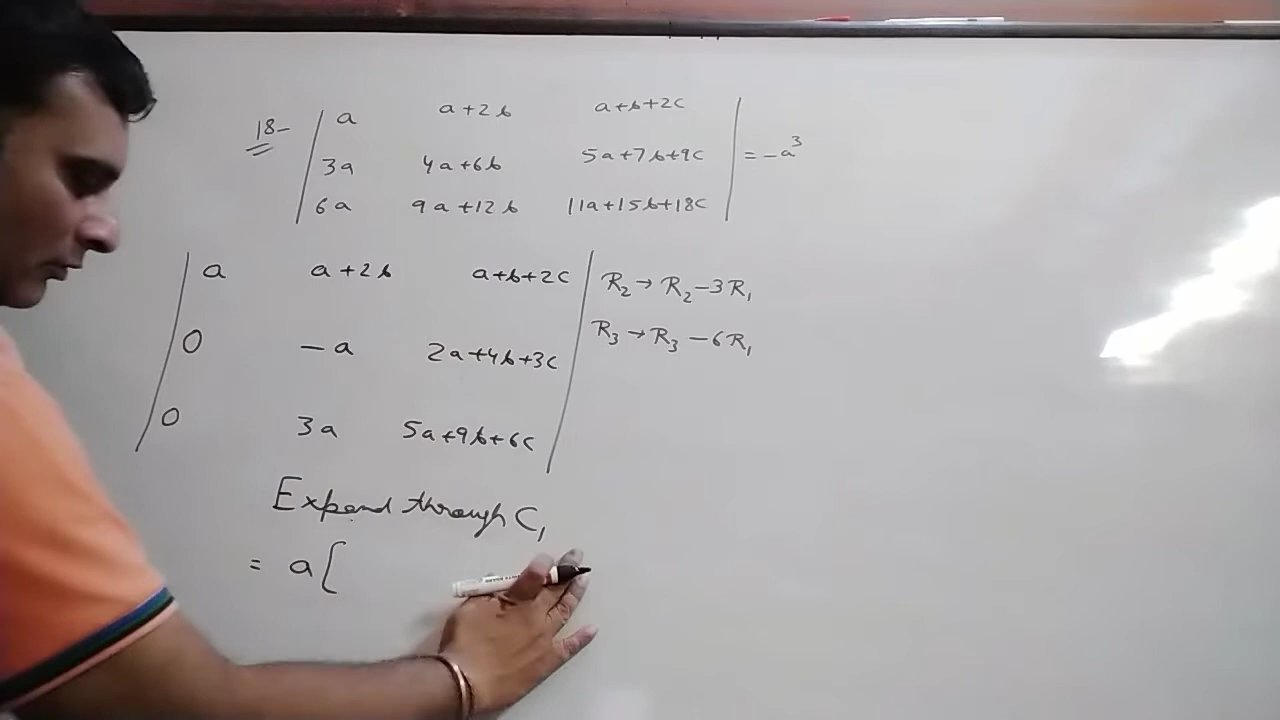 18- | a a+2b a+b+2c |
| 3a 4a+6b 5a+7b+9c | = -a³
| 6a 9a+12b 11a+15b+18c |
| a a+2b a+b+2c | R₂→R₂-3R₁
| 0 -a 2a+4b+3c | R₃→R₃-6R₁
| 0 3a 5a+9b+6c |
Expand through C₁
= a[